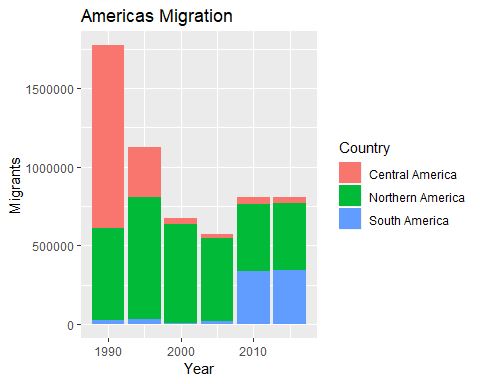 Americas Migration
1500000
1000000
500000
0
Migrants
1990
2000
2010
Year
Country
Central America
Northern America
South America